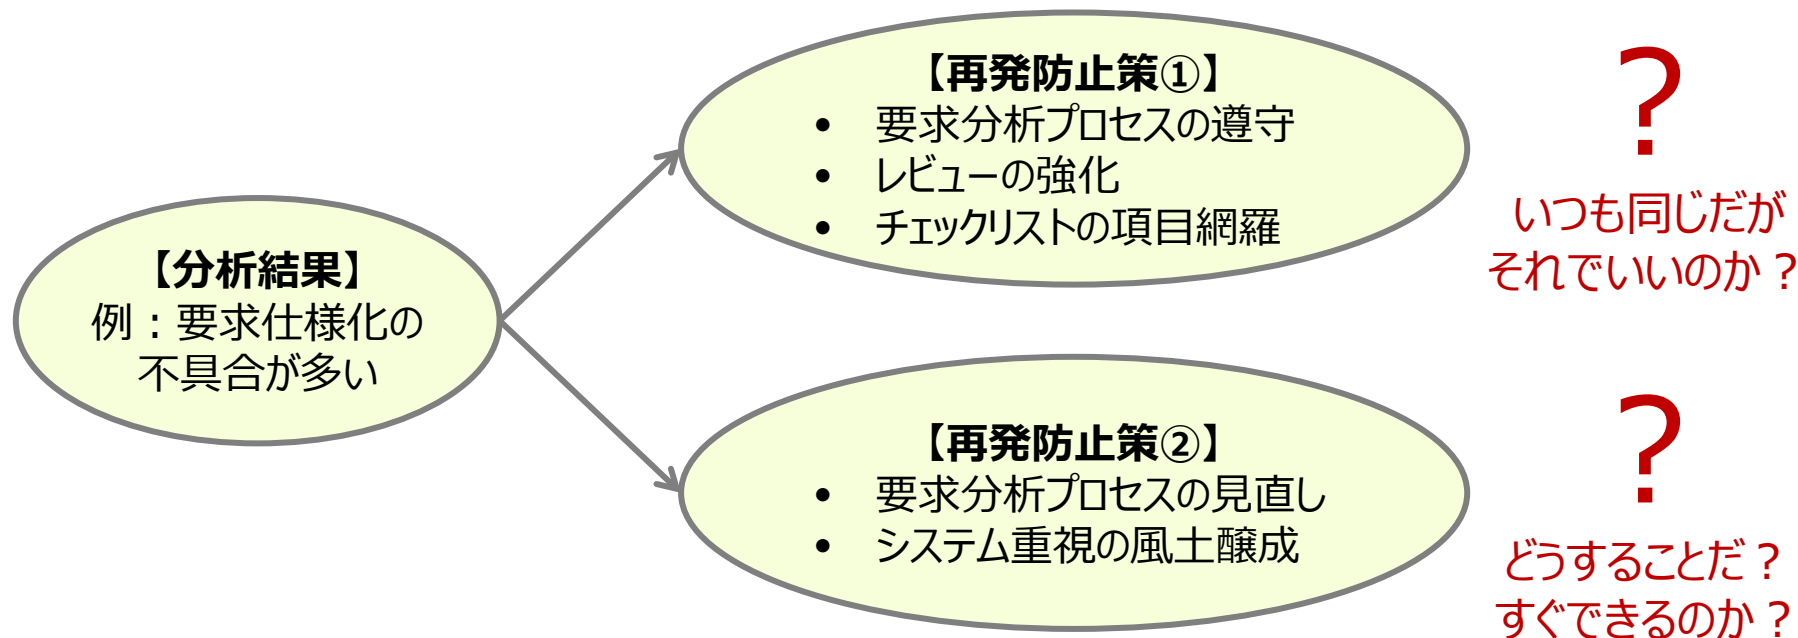 【分析結果】
例：要求仕様化の
不具合が多い
【再発防止策①】
• 要求分析プロセスの遵守
• レビューの強化
• チェックリストの項目網羅
？
いつも同じだが
それでいいのか？
【再発防止策②】
• 要求分析プロセスの見直し
• システム重視の風土醸成
？
どうすることだ？
すぐできるのか？